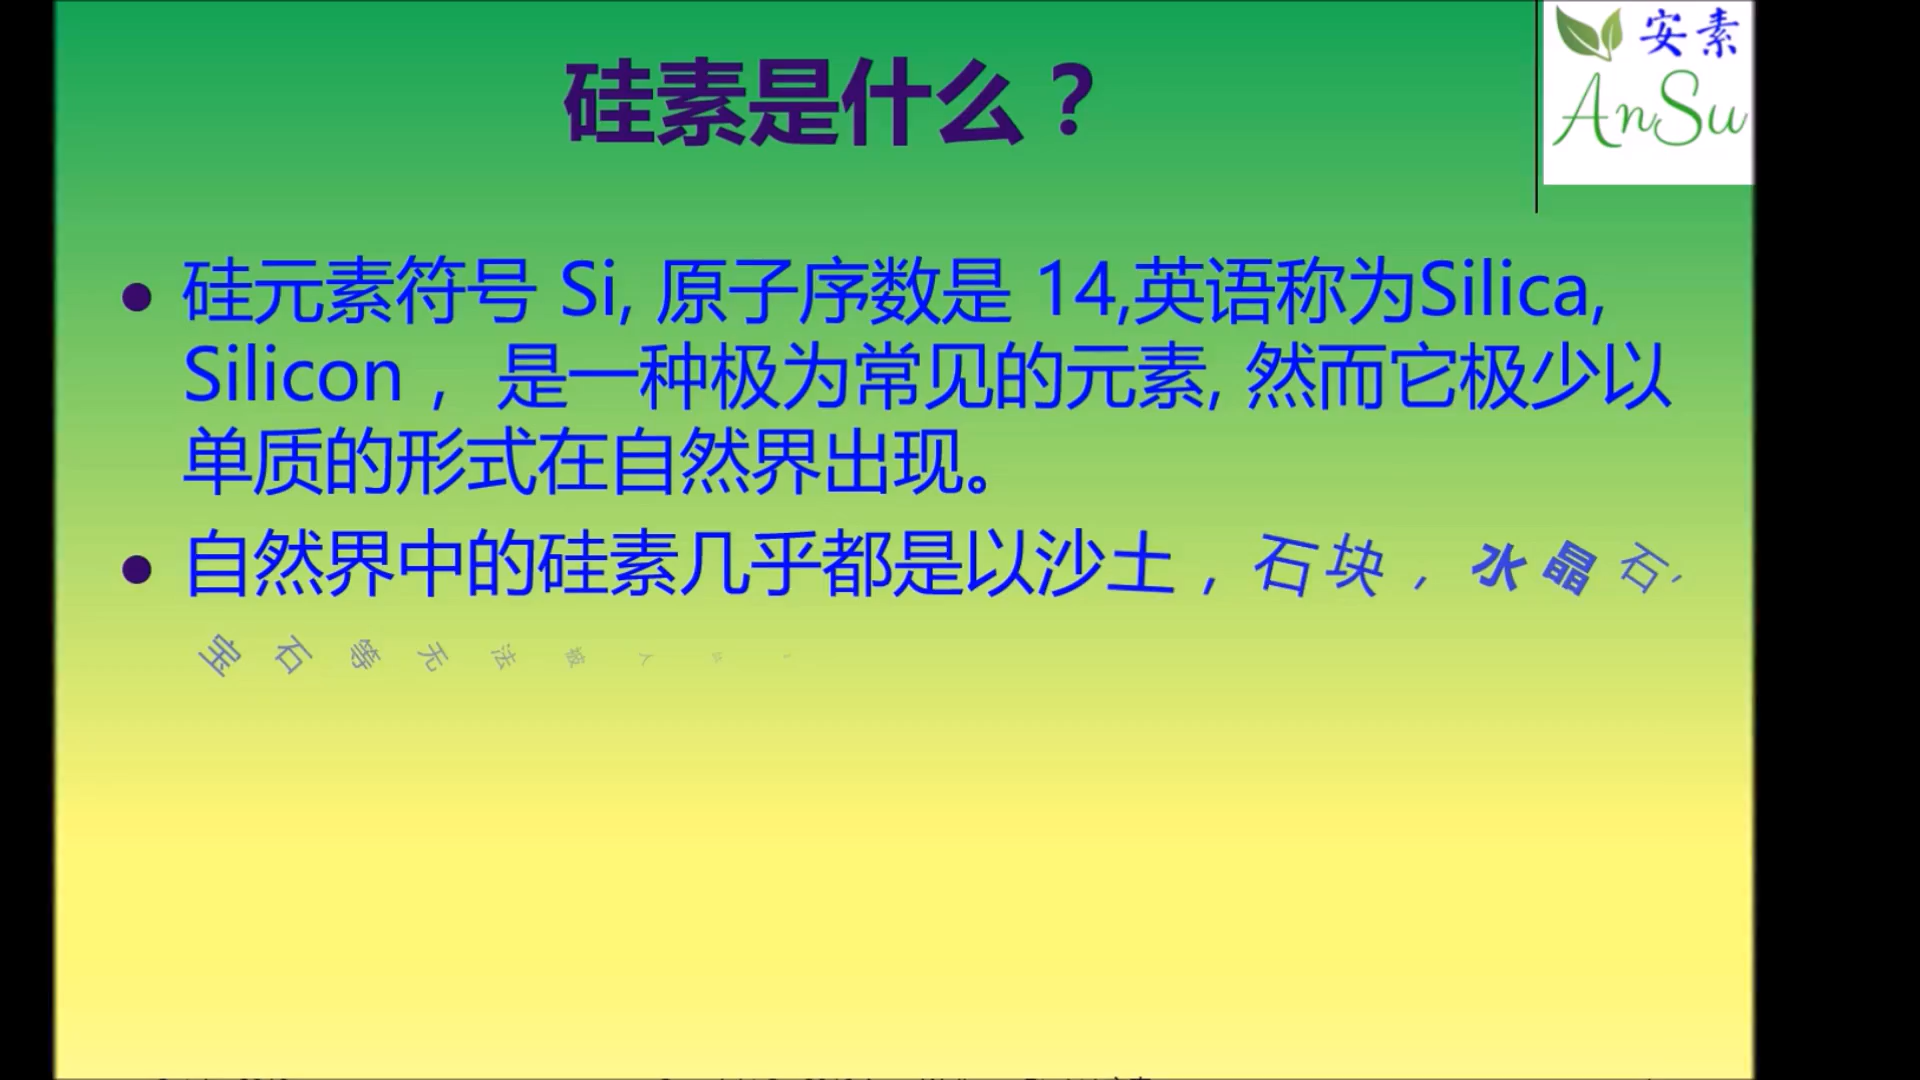 硅素是什么？
安素
AnSu
硅元素符号 Si, 原子序数是 14,英语称为Silica,
Silicon， 是一种极为常见的元素, 然而它极少以
单质的形式在自然界出现。
自然界中的硅素几乎都是以沙土，石块，水晶石，
宝石等无法被人